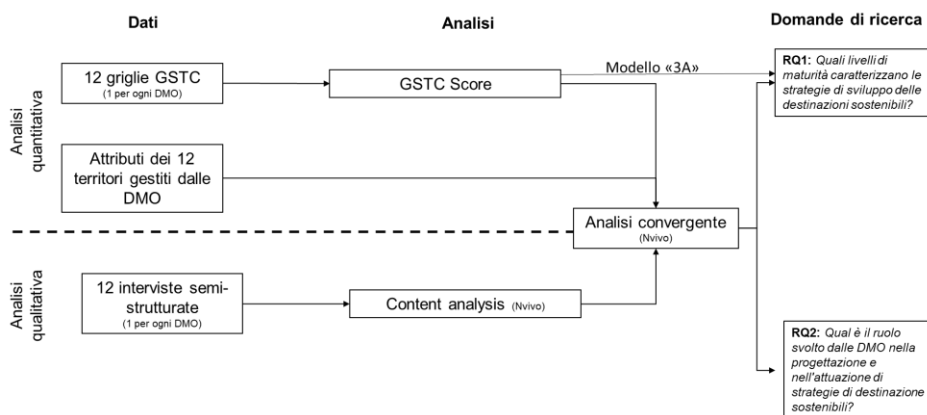 Dati
Analisi
Domande di ricerca
Analisi
quantitativa
12 griglie GSTC
(1 per ogni DMO)
GSTC Score
Modello «3A»
RQ1: Quali livelli di
maturità caratterizzano le
strategie di sviluppo delle
destinazioni sostenibili?
Attributi dei 12
territori gestiti dalle
DMO
Analisi convergente
(Nvivo)
Analisi
qualitativa
12 interviste semi-
strutturate
(1 per ogni DMO)
Content analysis (Nvivo)
RQ2: Qual è il ruolo
svolto dalle DMO nella
progettazione e
nell'attuazione di
strategie di destinazione
sostenibili?